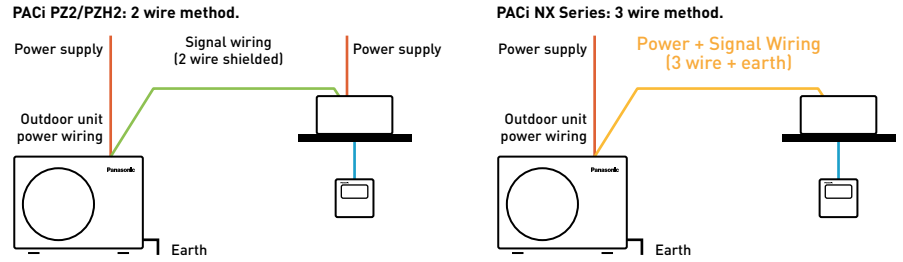 PACi PZ2/PZH2: 2 wire method.
Power supply
Signal wiring
(2 wire shielded)
Power supply
Outdoor unit
power wiring
Panasonic
Earth
PACi NX Series: 3 wire method.
Power supply
Power + Signal Wiring
(3 wire + earth)
Outdoor unit
power wiring
Panasonic
Earth